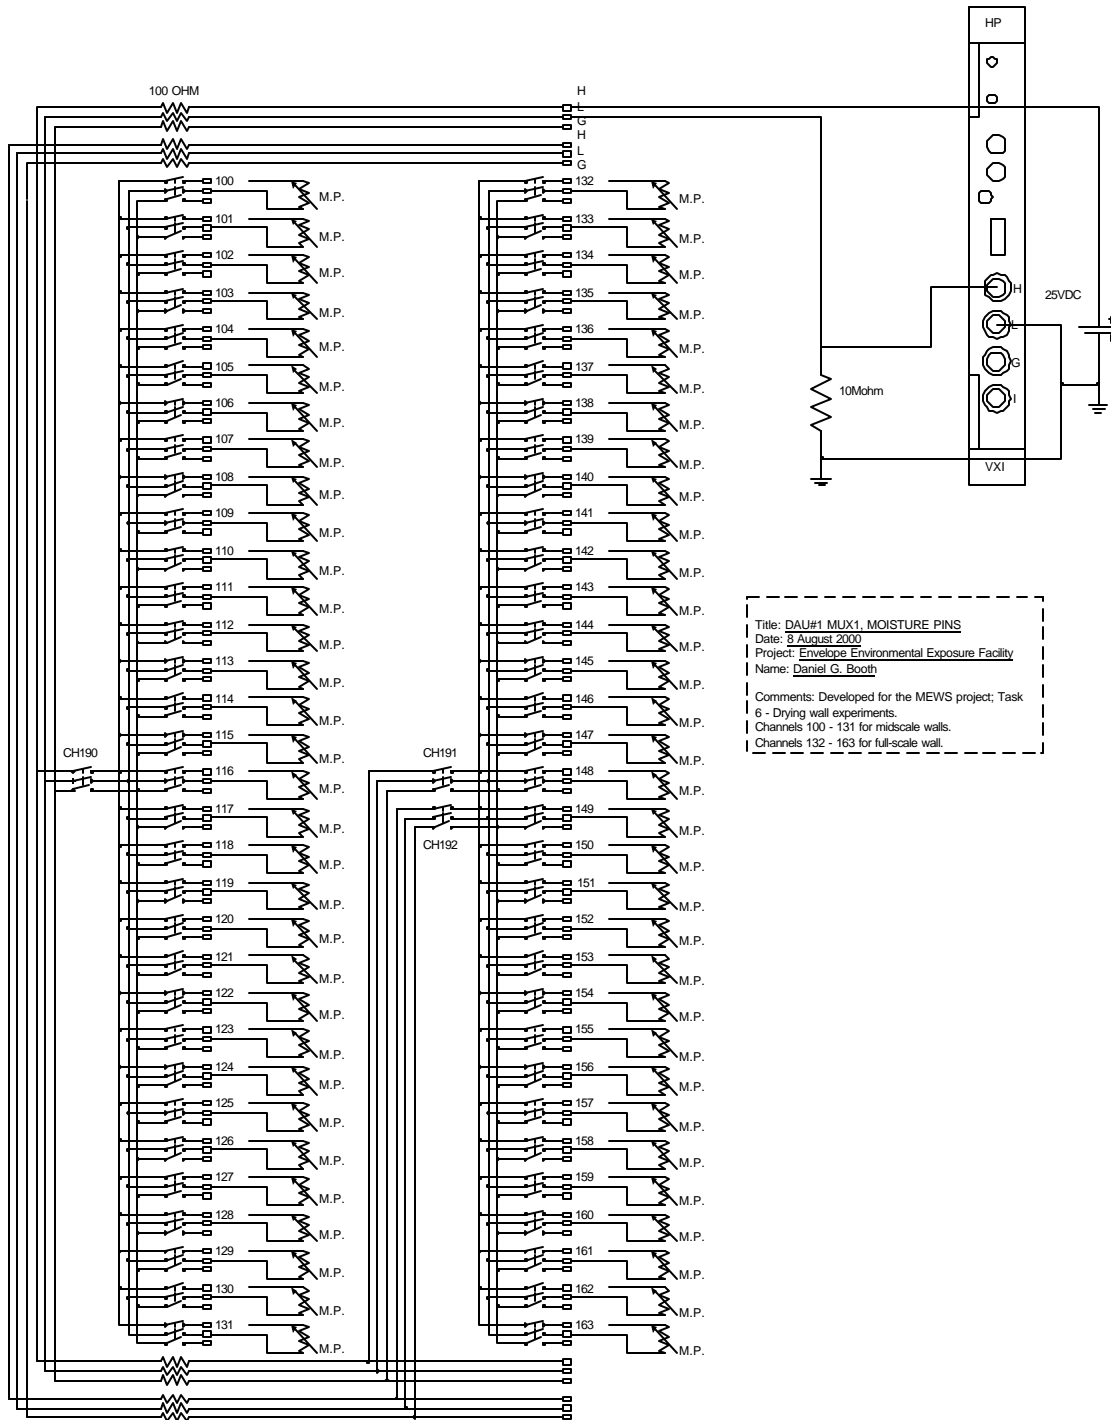 HP
100 OHM
H
L
G
H
L
G
100 M.P.
101 M.P.
102 M.P.
103 M.P.
104 M.P.
105 M.P.
106 M.P.
107 M.P.
108 M.P.
109 M.P.
110 M.P.
111 M.P.
112 M.P.
113 M.P.
114 M.P.
115 M.P.
CH190
116 M.P.
117 M.P.
118 M.P.
119 M.P.
120 M.P.
121 M.P.
122 M.P.
123 M.P.
124 M.P.
125 M.P.
126 M.P.
127 M.P.
128 M.P.
129 M.P.
130 M.P.
131 M.P.
132 M.P.
133 M.P.
134 M.P.
135 M.P.
136 M.P.
137 M.P.
138 M.P.
139 M.P.
140 M.P.
141 M.P.
142 M.P.
143 M.P.
144 M.P.
145 M.P.
146 M.P.
147 M.P.
CH191
148 M.P.
149 M.P.
CH192
150 M.P.
151 M.P.
152 M.P.
153 M.P.
154 M.P.
155 M.P.
156 M.P.
157 M.P.
158 M.P.
159 M.P.
160 M.P.
161 M.P.
162 M.P.
163 M.P.
H
L
G
I
25VDC
+
10Mohm
VXI
Title: DAU#1 MUX1, MOISTURE PINS
Date: 8 August 2000
Project: Envelope Environmental Exposure Facility
Name: Daniel G. Booth
Comments: Developed for the MEWS project; Task
6 - Drying wall experiments.
Channels 100 - 131 for midscale walls.
Channels 132 - 163 for full-scale wall.